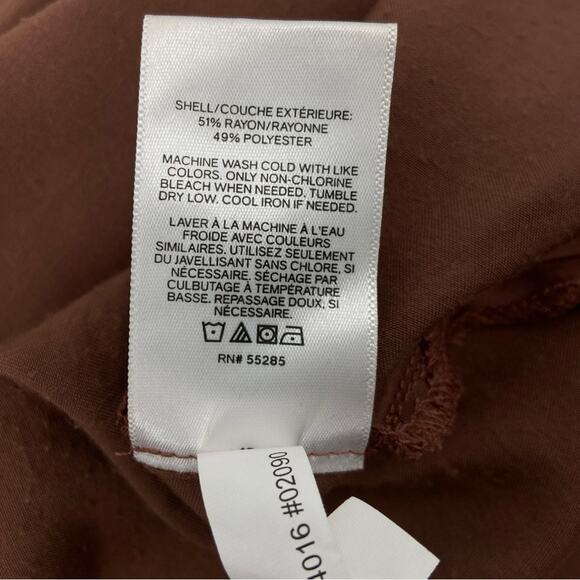 SHELL/COUCHE EXTÉRIEURE:
51% RAYON/RAYONNE
49% POLYESTER
MACHINE WASH COLD WITH LIKE
COLORS. ONLY NON-CHLORINE
BLEACH WHEN NEEDED. TUMBLE
DRY LOW. COOL IRON IF NEEDED.
LAVER À LA MACHINE À L'EAU
FROIDE AVEC COULEURS
SIMILAIRES. UTILISEZ SEULEMENT
DU JAVELLISANT SANS CHLORE, SI
NÉCESSAIRE. SÉCHAGE PAR
CULBUTAGE À TEMPÉRATURE
BASSE. REPASSAGE DOUX, SI
NÉCESSAIRE.
RN# 55285
4016 #02090